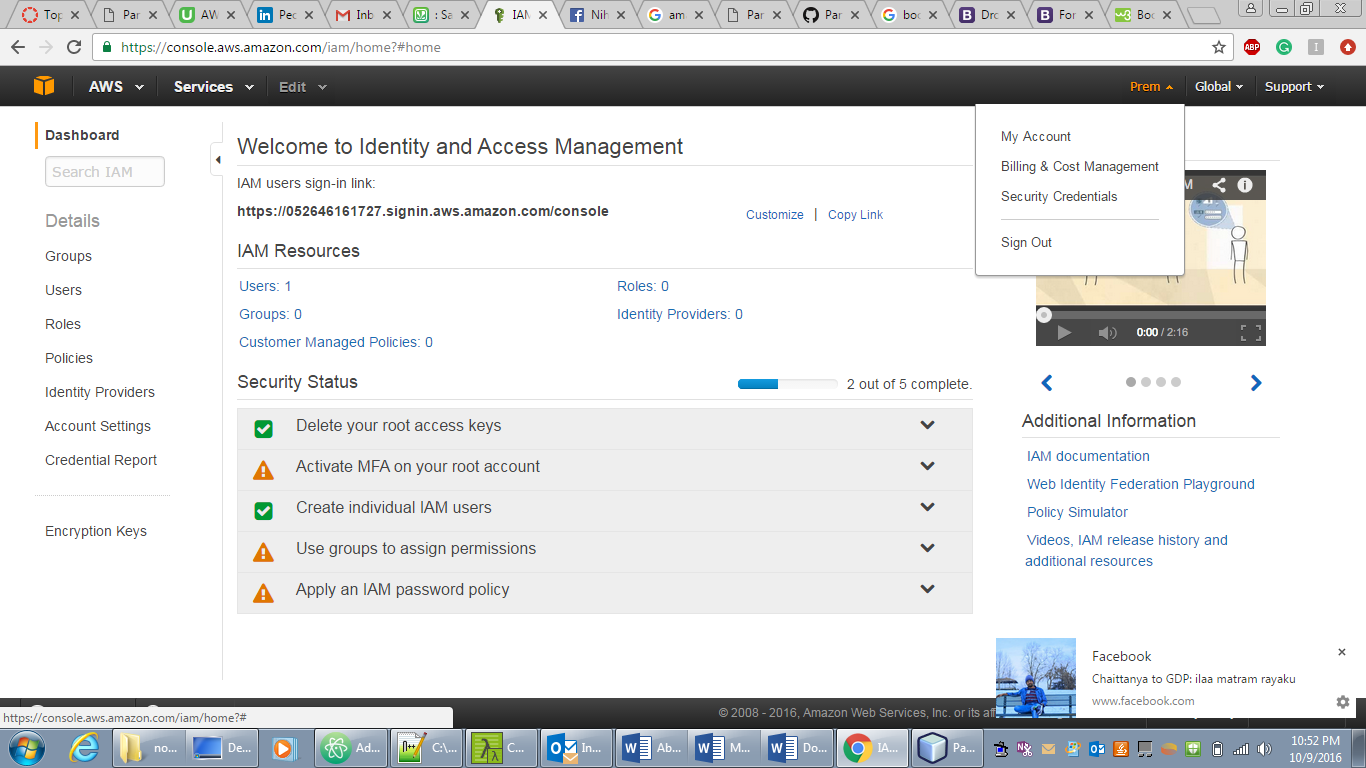 Top
Par
AW
Pec
Inb
: Sa
IAM
Nih
am
Par
Par
boo
Dro
For
Boo
https://console.aws.amazon.com/iam/home?#home
ABP
AWS Services Edit Prem Global Support
My Account
Billing & Cost Management
Security Credentials
Sign Out
Dashboard
Search IAM
Details
Groups
Users
Roles
Policies
Identity Providers
Account Settings
Credential Report
Encryption Keys
Welcome to Identity and Access Management
IAM users sign-in link:
https://052646161727.signin.aws.amazon.com/console Customize | Copy Link
IAM Resources
Users: 1 Roles: 0
Groups: 0 Identity Providers: 0
Customer Managed Policies: 0
Security Status 2 out of 5 complete.
Delete your root access keys
Activate MFA on your root account
Create individual IAM users
Use groups to assign permissions
Apply an IAM password policy
M
0:00 / 2:16
Additional Information
IAM documentation
Web Identity Federation Playground
Policy Simulator
Videos, IAM release history and
additional resources
Facebook
Chaittanya to GDP: ilaa matram rayaku
www.facebook.com
© 2008 - 2016, Amazon Web Services, Inc. or its aff
https://console.aws.amazon.com/iam/home?#
no... De... Ad... C:\... C... In... Ab... M... Do... IA... Pa...
10:52 PM
10/9/2016